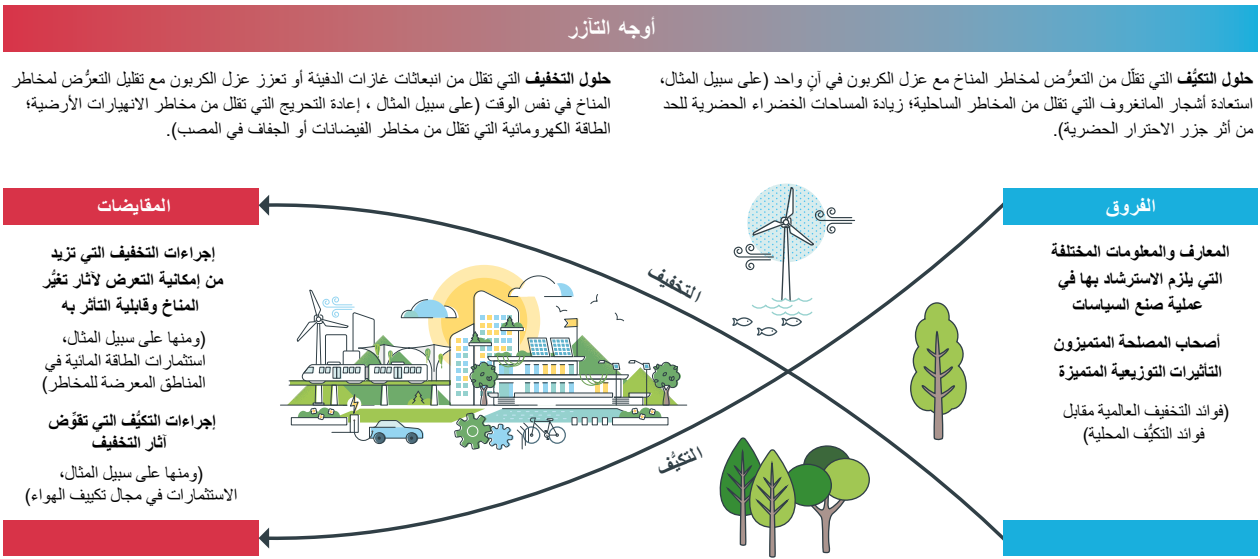 أوجه التآزر
حلول التكيُّف التي تقلّل من التعرُّض لمخاطر المناخ مع عزل الكربون في آنٍ واحد (على سبيل المثال،
استعادة أشجار المانغروف التي تقلل من المخاطر الساحلية؛ زيادة المساحات الخضراء الحضرية للحد
من أثر جزر الاحترار الحضرية).
حلول التخفيف التي تقلل من انبعاثات غازات الدفيئة أو تعزز عزل الكربون مع تقليل التعرُّض لمخاطر
المناخ في نفس الوقت (على سبيل المثال ، إعادة التحريج التي تقلل من مخاطر الانهيارات الأرضية؛
الطاقة الكهرومائية التي تقلل من مخاطر الفيضانات أو الجفاف في المصب).
الفروق
المعارف والمعلومات المختلفة
التي يلزم الاسترشاد بها في
عملية صنع السياسات
أصحاب المصلحة المتميزون
التأثيرات التوزيعية المتميزة
(فوائد التخفيف العالمية مقابل
فوائد التكيُّف المحلية)
التخفيف
التكيُّف
المقايضات
إجراءات التخفيف التي تزيد
من إمكانية التعرض لآثار تغيُّر
المناخ وقابلية التأثر به
(ومنها على سبيل المثال،
استثمارات الطاقة المائية في
المناطق المعرضة للمخاطر)
إجراءات التكيُّف التي تقوِّض
آثار التخفيف
(ومنها على سبيل المثال،
الاستثمارات في مجال تكييف الهواء)